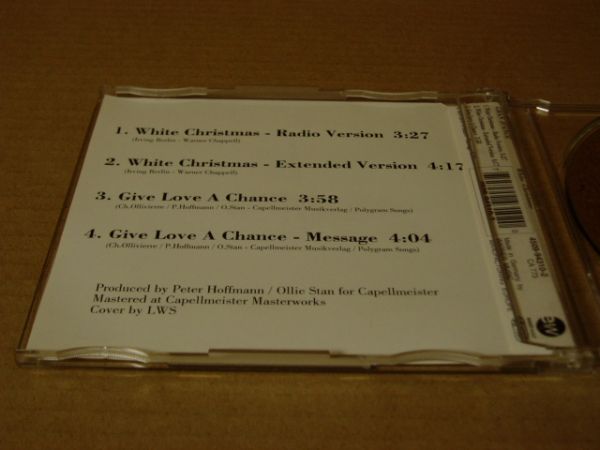 1. White Christmas - Radio Version 3:27
(Irving Berlin - Warner Chappell)
2. White Christmas - Extended Version 4:17
(Irving Berlin - Warner Chappell)
3. Give Love A Chance 3:58
(Ch.Ollivierre / P.Hoffmann / O.Stan - Capellmeister Musikverlag / Polygram Songs)
4. Give Love A Chance - Message 4:04
(Ch.Ollivierre / P.Hoffmann / O.Stan - Capellmeister Musikverlag / Polygram Songs)
Produced by Peter Hoffmann / Ollie Stan for Capellmeister
Mastered at Capellmeister Masterworks
Cover by LWS
Made in Germany